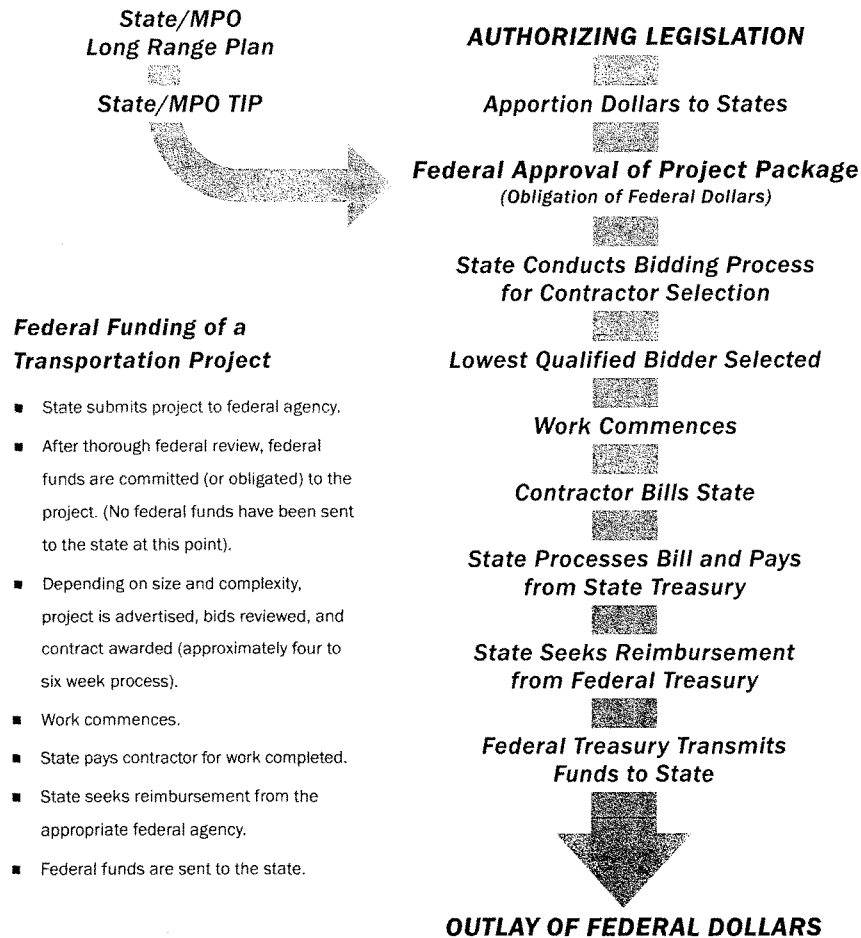 State/MPO
Long Range Plan
State/MPO TIP
AUTHORIZING LEGISLATION
Apportion Dollars to States
Federal Approval of Project Package
(Obligation of Federal Dollars)
State Conducts Bidding Process
for Contractor Selection
Lowest Qualified Bidder Selected
Work Commences
Contractor Bills State
State Processes Bill and Pays
from State Treasury
State Seeks Reimbursement
from Federal Treasury
Federal Treasury Transmits
Funds to State
OUTLAY OF FEDERAL DOLLARS
Federal Funding of a
Transportation Project
■ State submits project to federal agency.
■ After thorough federal review, federal
funds are committed (or obligated) to the
project. (No federal funds have been sent
to the state at this point).
■ Depending on size and complexity,
project is advertised, bids reviewed, and
contract awarded (approximately four to
six week process).
■ Work commences.
■ State pays contractor for work completed.
■ State seeks reimbursement from the
appropriate federal agency.
■ Federal funds are sent to the state.